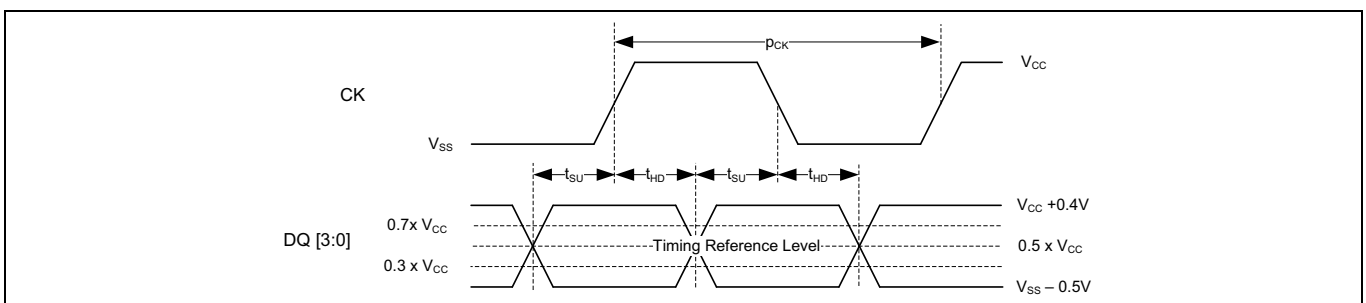 pCK
VCC
CK
VSS
tSU
tHD
tSU
tHD
VCC +0.4V
0.7x VCC
DQ [3:0]
Timing Reference Level
0.5 x VCC
0.3 x VCC
VSS – 0.5V